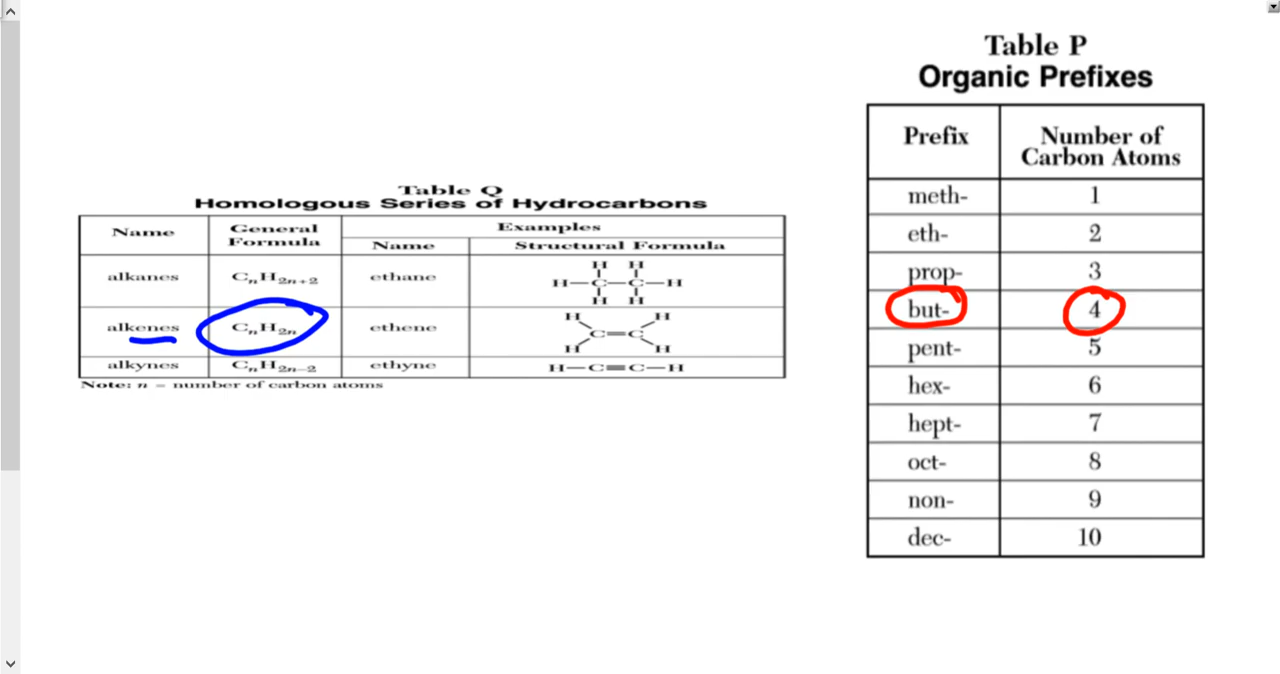 Table P
Organic Prefixes
Prefix
Number of
Carbon Atoms
meth- 1
eth- 2
prop- 3
but- 4
pent- 5
hex- 6
hept- 7
oct- 8
non- 9
dec- 10
Table Q
Homologous Series of Hydrocarbons
Name
General
Formula
Examples
Name
Structural Formula
alkanes
CₙH₂ₙ₊₂
ethane
H H
H—C—C—H
H H
alkenes
CₙH₂ₙ
ethene
H H
C=C
H H
alkynes
CₙH₂ₙ₋₂
ethyne
H—C≡C—H
Note: n = number of carbon atoms